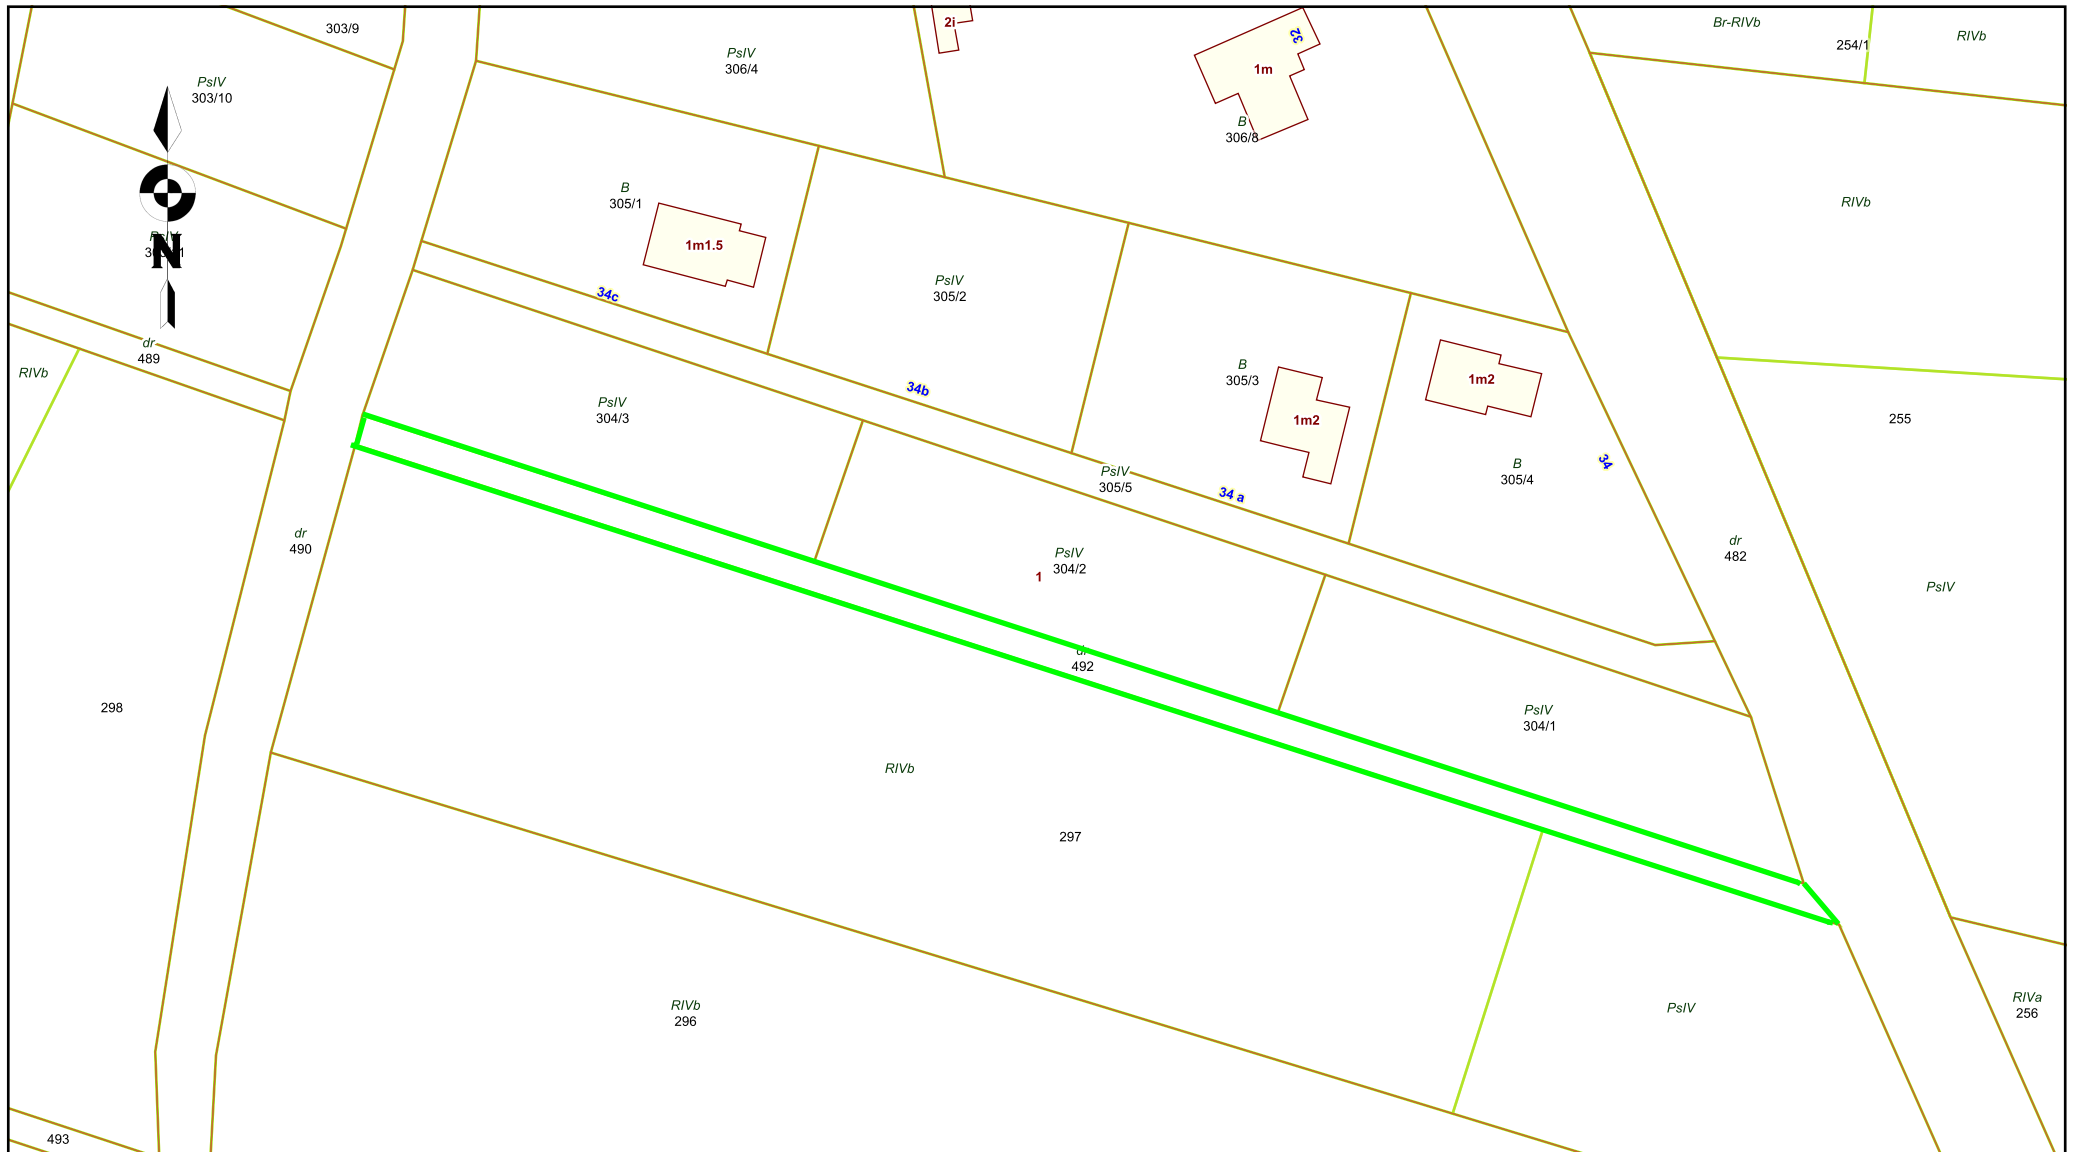 303/9
2i
PsIV
306/4
32
1m
Br-RIVb
254/1
RIVb
PsIV
303/10
B
306/8
B
305/1
1m1.5
RIVb
N
PsIV
305/2
34c
dr
489
RIVb
PsIV
304/3
34b
B
305/3
1m2
1m2
255
B
305/4
34
PsIV
305/5
34 a
dr
490
dr
482
PsIV
304/2
1
PsIV
492
298
PsIV
304/1
RIVb
297
RIVb
296
PsIV
RIVa
256
493